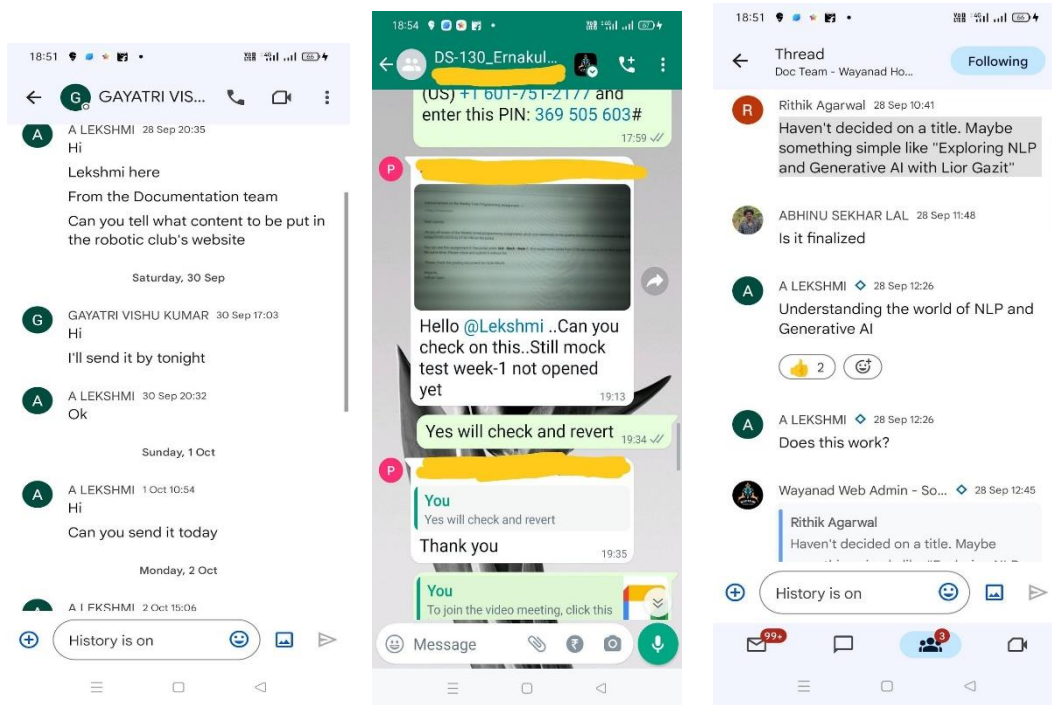 18:51
GAYATRI VIS...
A LEKSHMI 28 Sep 20:35
Hi
Lekshmi here
From the Documentation team
Can you tell what content to be put in
the robotic club's website
Saturday, 30 Sep
GAYATRI VISHU KUMAR 30 Sep 17:03
Hi
I'll send it by tonight
A LEKSHMI 30 Sep 20:32
Ok
Sunday, 1 Oct
A LEKSHMI 1 Oct 10:54
Hi
Can you send it today
Monday, 2 Oct
A LEKSHMI 2 Oct 15:06
History is on
18:54
DS-130_Ernakul...
(US) +1 601-751-2177 and
enter this PIN: 369 505 603#
17:59
Hello @Lekshmi ..Can you
check on this..Still mock
test week-1 not opened
yet
19:13
Yes will check and revert 19:34
You
Yes will check and revert
Thank you
19:35
You
To join the video meeting, click this
Message
18:51
Thread
Doc Team - Wayanad Ho...
Following
Rithik Agarwal 28 Sep 10:41
Haven't decided on a title. Maybe
something simple like "Exploring NLP
and Generative AI with Lior Gazit"
ABHINU SEKHAR LAL 28 Sep 11:48
Is it finalized
A LEKSHMI 28 Sep 12:26
Understanding the world of NLP and
Generative AI
👍 2
A LEKSHMI 28 Sep 12:26
Does this work?
Wayanad Web Admin - So... 28 Sep 12:45
Rithik Agarwal
Haven't decided on a title. Maybe
History is on
99+
3